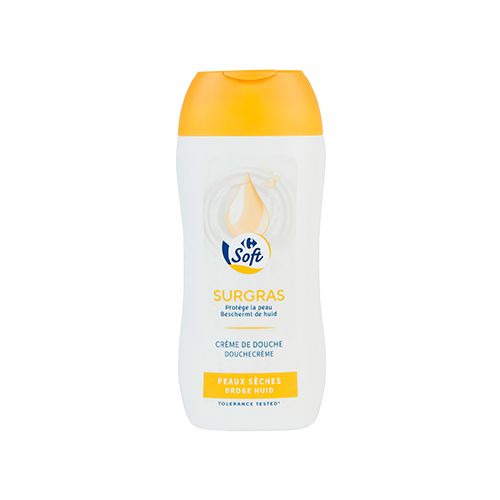 Soft
SURGRAS
Protège la peau
Beschermt de huid
CRÈME DE DOUCHE
DOUCHECRÈME
PEAUX SÈCHES
DROGE HUID
TOLERANCE TESTED*